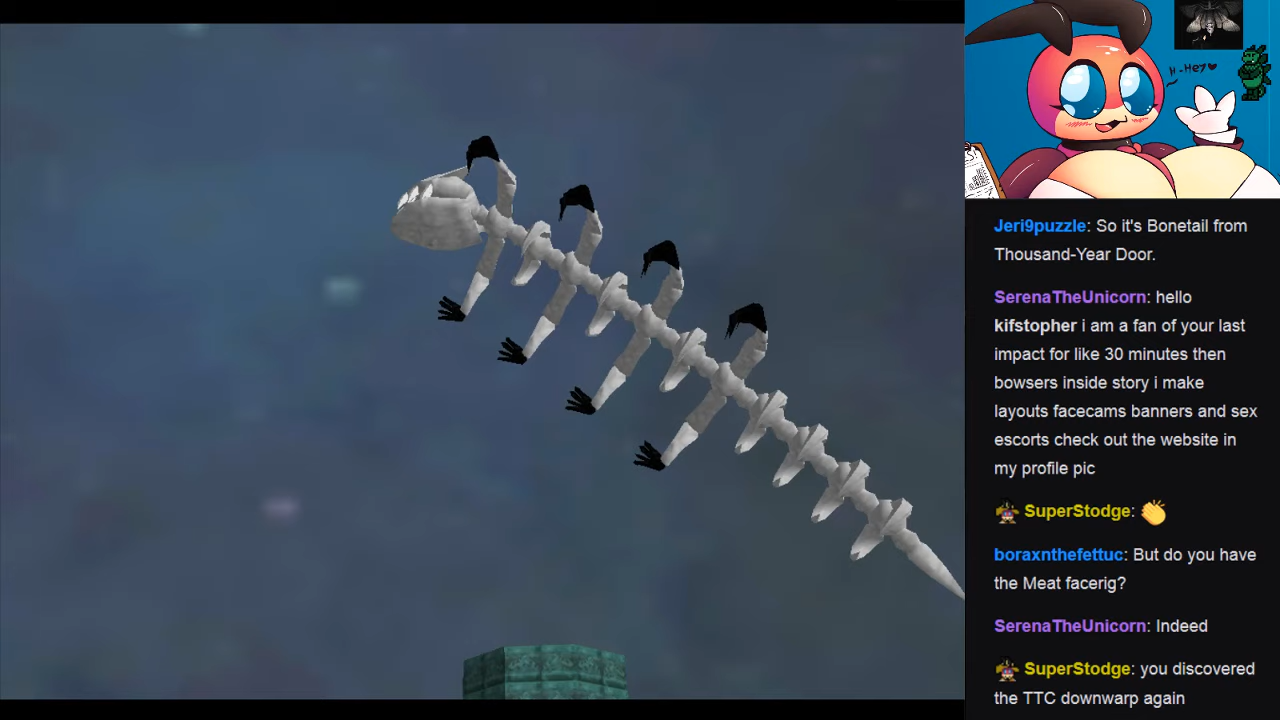 H-HEY♥
Jeri9puzzle: So it's Bonetail from
Thousand-Year Door.
SerenaTheUnicorn: hello
kifstopher i am a fan of your last
impact for like 30 minutes then
bowsers inside story i make
layouts facecams banners and sex
escorts check out the website in
my profile pic
SuperStodge: 👏
boraxnthefettuc: But do you have
the Meat facerig?
SerenaTheUnicorn: Indeed
SuperStodge: you discovered
the TTC downwarp again